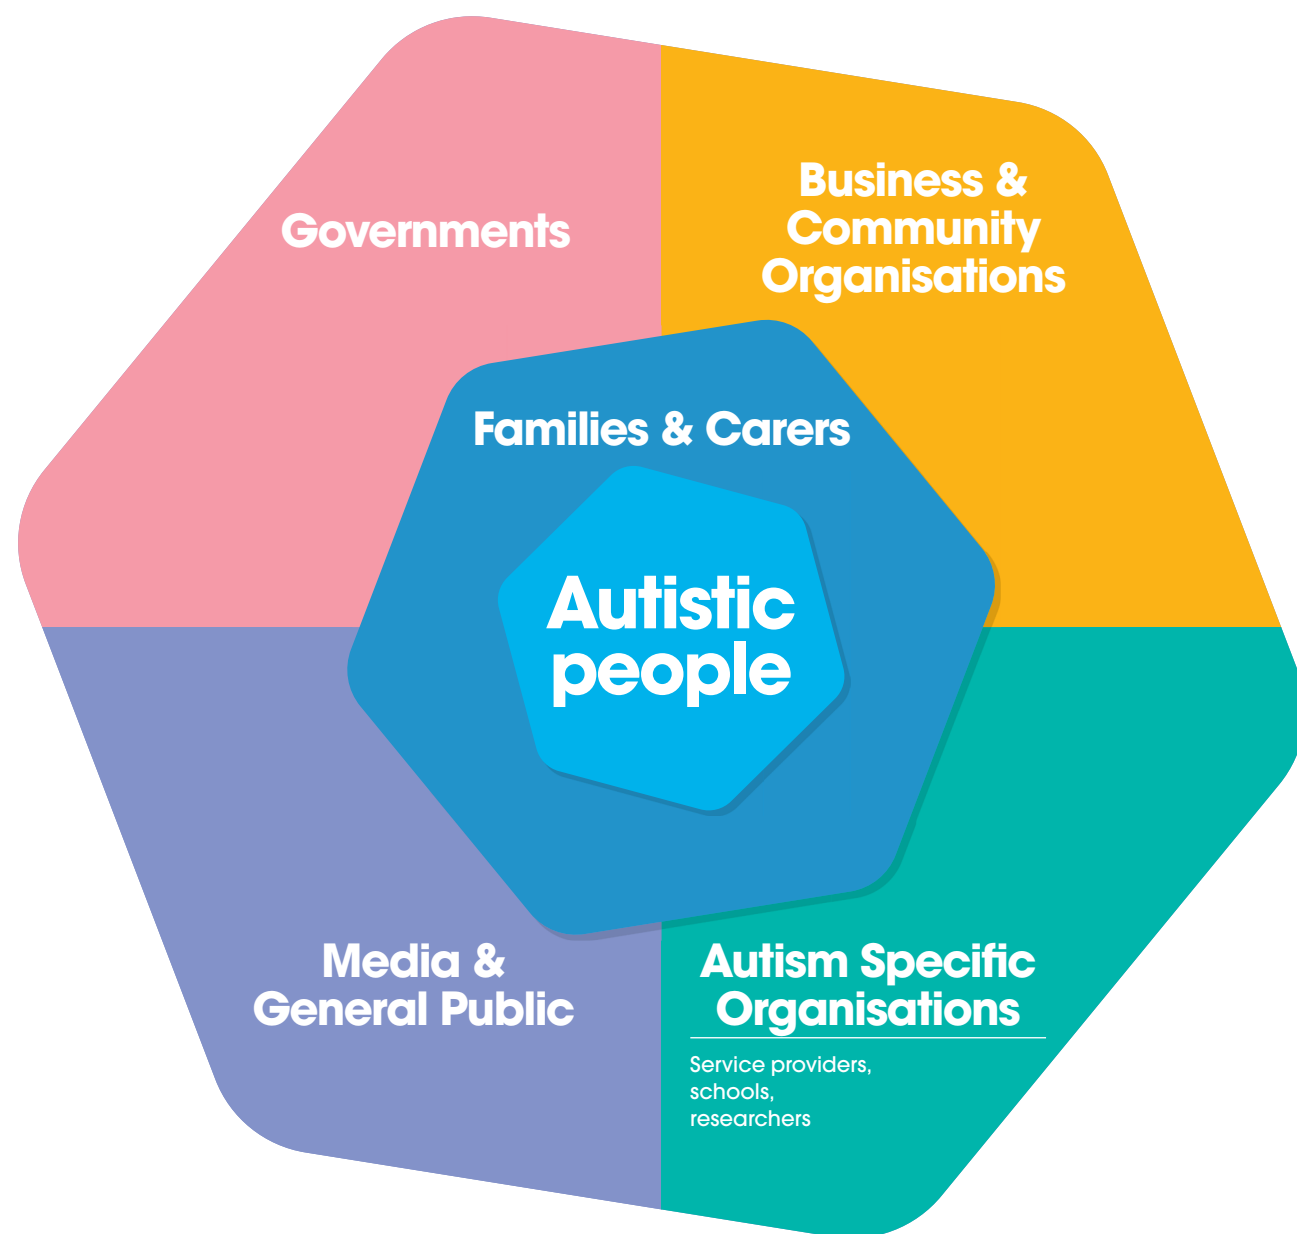 Governments
Business &
Community
Organisations
Families & Carers
Autistic
people
Media &
General Public
Autism Specific
Organisations
Service providers,
schools,
researchers